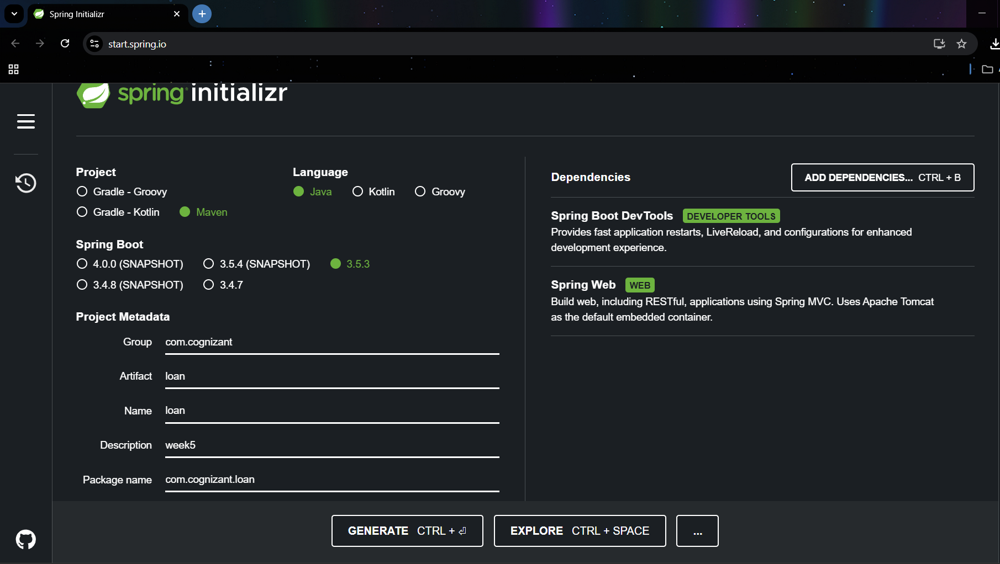 Spring Initializr
start.spring.io
spring initializr
Project
Gradle - Groovy
Gradle - Kotlin Maven
Language
Java Kotlin Groovy
Spring Boot
4.0.0 (SNAPSHOT) 3.5.4 (SNAPSHOT) 3.5.3
3.4.8 (SNAPSHOT) 3.4.7
Project Metadata
Group com.cognizant
Artifact loan
Name loan
Description week5
Package name com.cognizant.loan
Dependencies
ADD DEPENDENCIES... CTRL + B
Spring Boot DevTools DEVELOPER TOOLS
Provides fast application restarts, LiveReload, and configurations for enhanced
development experience.
Spring Web WEB
Build web, including RESTful, applications using Spring MVC. Uses Apache Tomcat
as the default embedded container.
GENERATE CTRL + ⏎
EXPLORE CTRL + SPACE
...